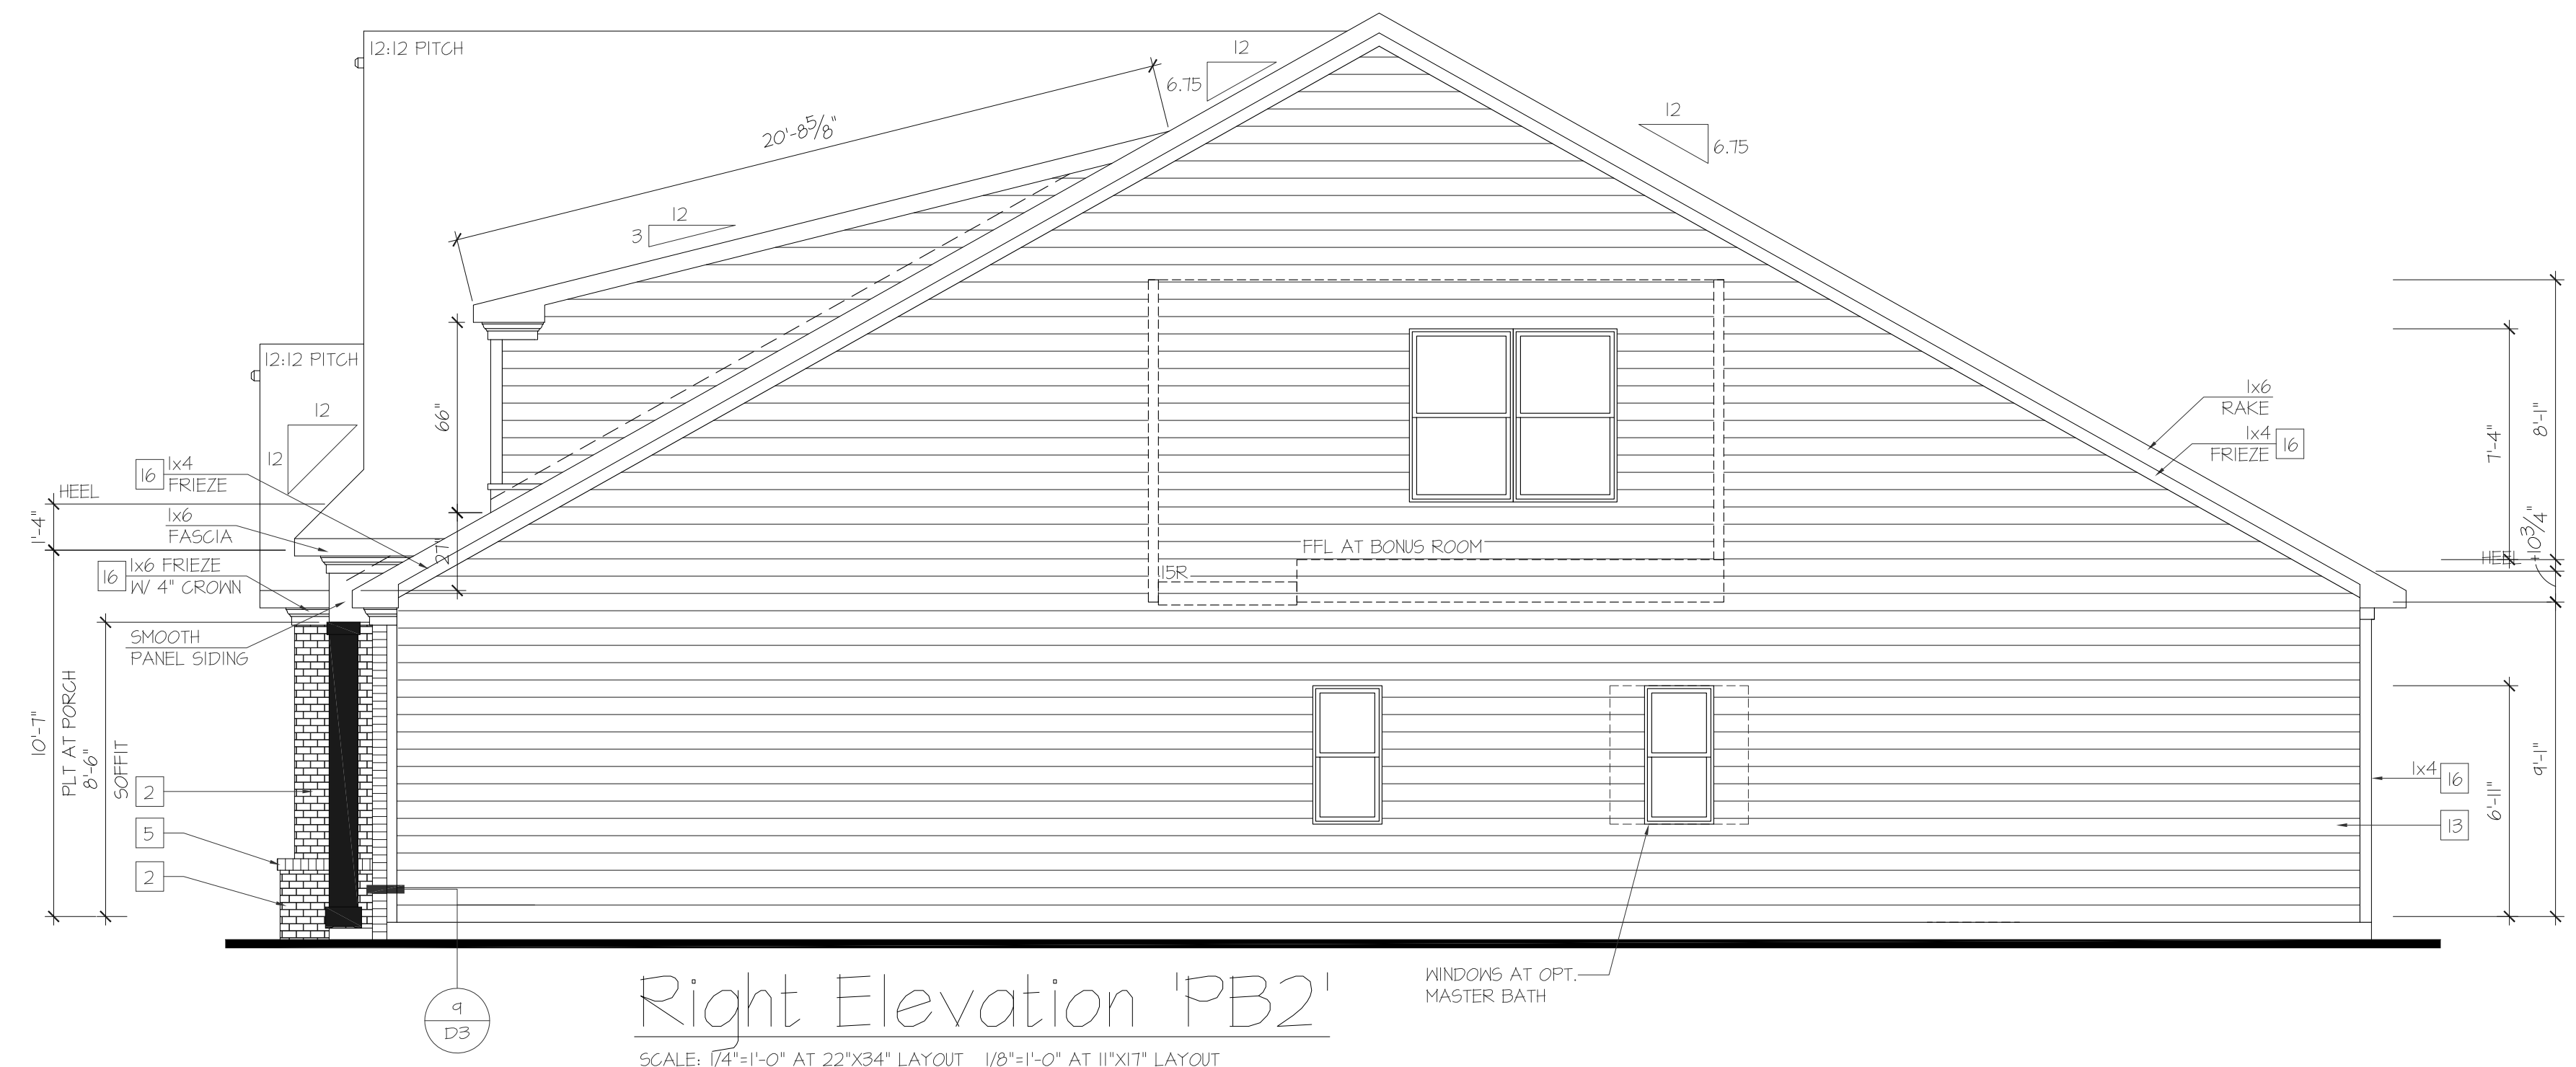 12:12 PITCH
12
6.75
12
6.75
20'-8 5/8"
12
3
12:12 PITCH
12
12
66"
16
1x4
FRIEZE
HEEL
1'-4"
1x6
FASCIA
27"
16
1x6 FRIEZE
W/ 4" CROWN
SMOOTH
PANEL SIDING
10'-7"
PLT AT PORCH
8'-6"
SOFFIT
2
5
2
FFL AT BONUS ROOM
15R
1x6
RAKE
1x4
FRIEZE
16
7'-4"
8'-1"
HEEL
+10 3/4"
1x4
16
13
6'-11"
9'-1"
WINDOWS AT OPT.
MASTER BATH
9
D3
Right Elevation 'PB2'
SCALE: 1/4"=1'-0" AT 22"X34" LAYOUT 1/8"=1'-0" AT 11"X17" LAYOUT